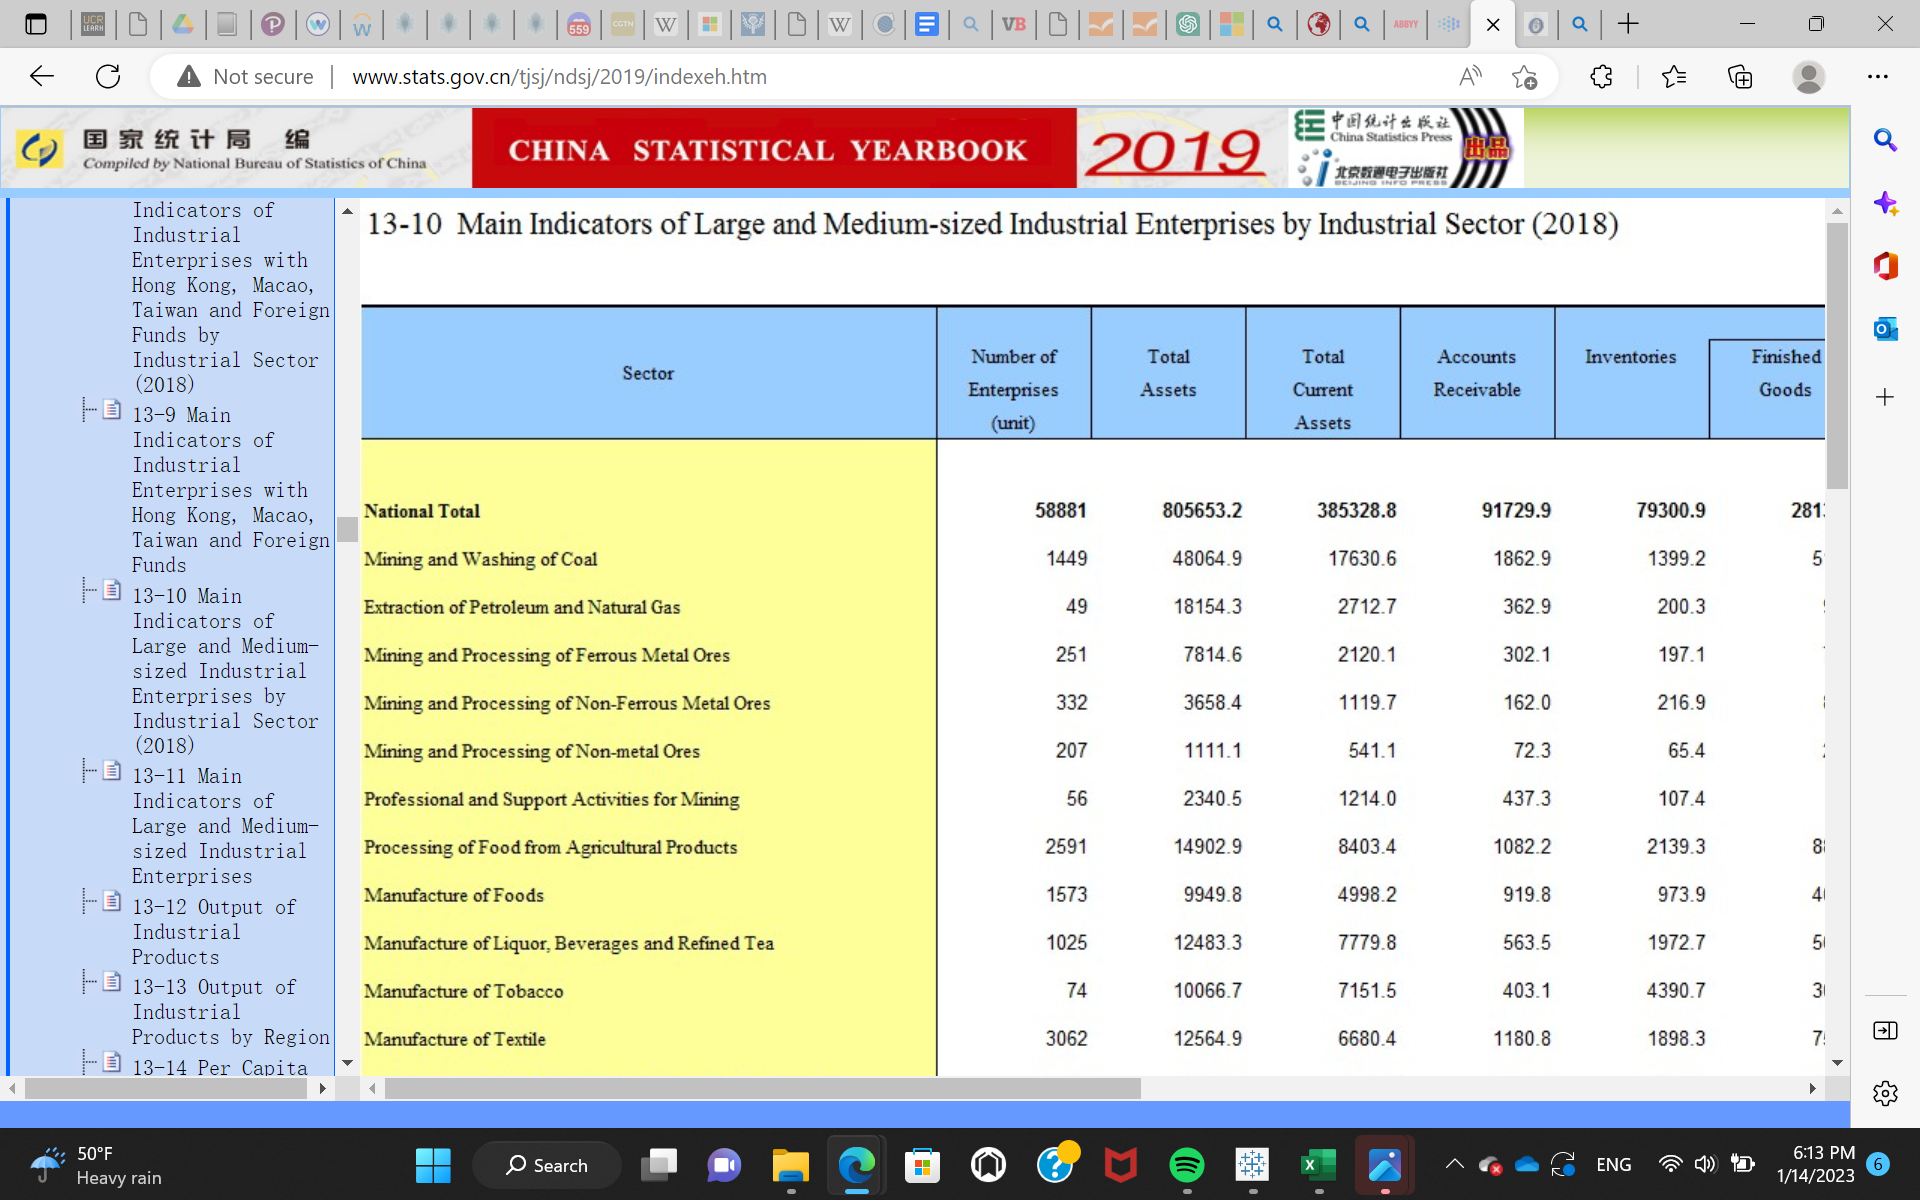 UCR
LEARN
559
CGTN
W
W
VB
ABBYY
Not secure
www.stats.gov.cn/tjsj/ndsj/2019/indexeh.htm
国家统计局 编
Compiled by National Bureau of Statistics of China
CHINA STATISTICAL YEARBOOK
2019
中国统计出版社
China Statistics Press
北京数通电子出版社
BEIJING INFO PRESS
出品
Indicators of
Industrial
Enterprises with
Hong Kong, Macao,
Taiwan and Foreign
Funds by
Industrial Sector
(2018)
13-9 Main
Indicators of
Industrial
Enterprises with
Hong Kong, Macao,
Taiwan and Foreign
Funds
13-10 Main
Indicators of
Large and Medium-
sized Industrial
Enterprises by
Industrial Sector
(2018)
13-11 Main
Indicators of
Large and Medium-
sized Industrial
Enterprises
13-12 Output of
Industrial
Products
13-13 Output of
Industrial
Products by Region
13-14 Per Capita
13-10 Main Indicators of Large and Medium-sized Industrial Enterprises by Industrial Sector (2018)
Sector
Number of
Enterprises
(unit)
Total
Assets
Total
Current
Assets
Accounts
Receivable
Inventories
Finished
Goods
National Total 58881 805653.2 385328.8 91729.9 79300.9 281
Mining and Washing of Coal 1449 48064.9 17630.6 1862.9 1399.2 5
Extraction of Petroleum and Natural Gas 49 18154.3 2712.7 362.9 200.3
Mining and Processing of Ferrous Metal Ores 251 7814.6 2120.1 302.1 197.1
Mining and Processing of Non-Ferrous Metal Ores 332 3658.4 1119.7 162.0 216.9
Mining and Processing of Non-metal Ores 207 1111.1 541.1 72.3 65.4
Professional and Support Activities for Mining 56 2340.5 1214.0 437.3 107.4
Processing of Food from Agricultural Products 2591 14902.9 8403.4 1082.2 2139.3 8
Manufacture of Foods 1573 9949.8 4998.2 919.8 973.9 4
Manufacture of Liquor, Beverages and Refined Tea 1025 12483.3 7779.8 563.5 1972.7 5
Manufacture of Tobacco 74 10066.7 7151.5 403.1 4390.7 3
Manufacture of Textile 3062 12564.9 6680.4 1180.8 1898.3 7
50°F
Heavy rain
Search
ENG
6:13 PM
1/14/2023
6